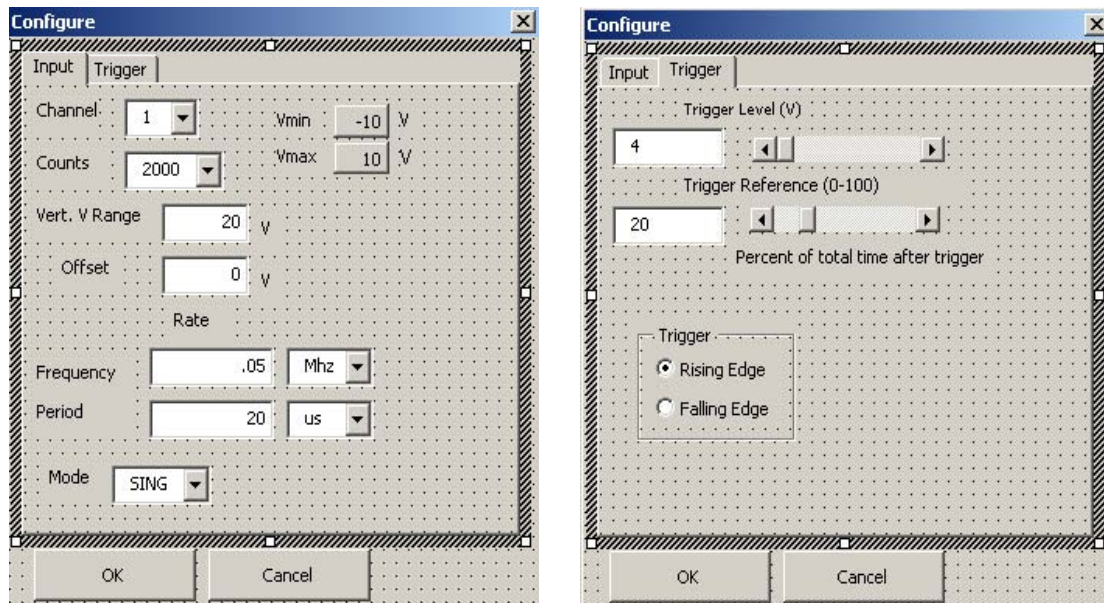 Configure
Input Trigger
Channel 1 Vmin -10 V
Counts 2000 Vmax 10 V
Vert. V Range 20 V
Offset 0 V
Rate
Frequency .05 Mhz
Period 20 us
Mode SING
OK Cancel
Configure
Input Trigger
Trigger Level (V)
4
Trigger Reference (0-100)
20
Percent of total time after trigger
Trigger
Rising Edge
Falling Edge
OK Cancel